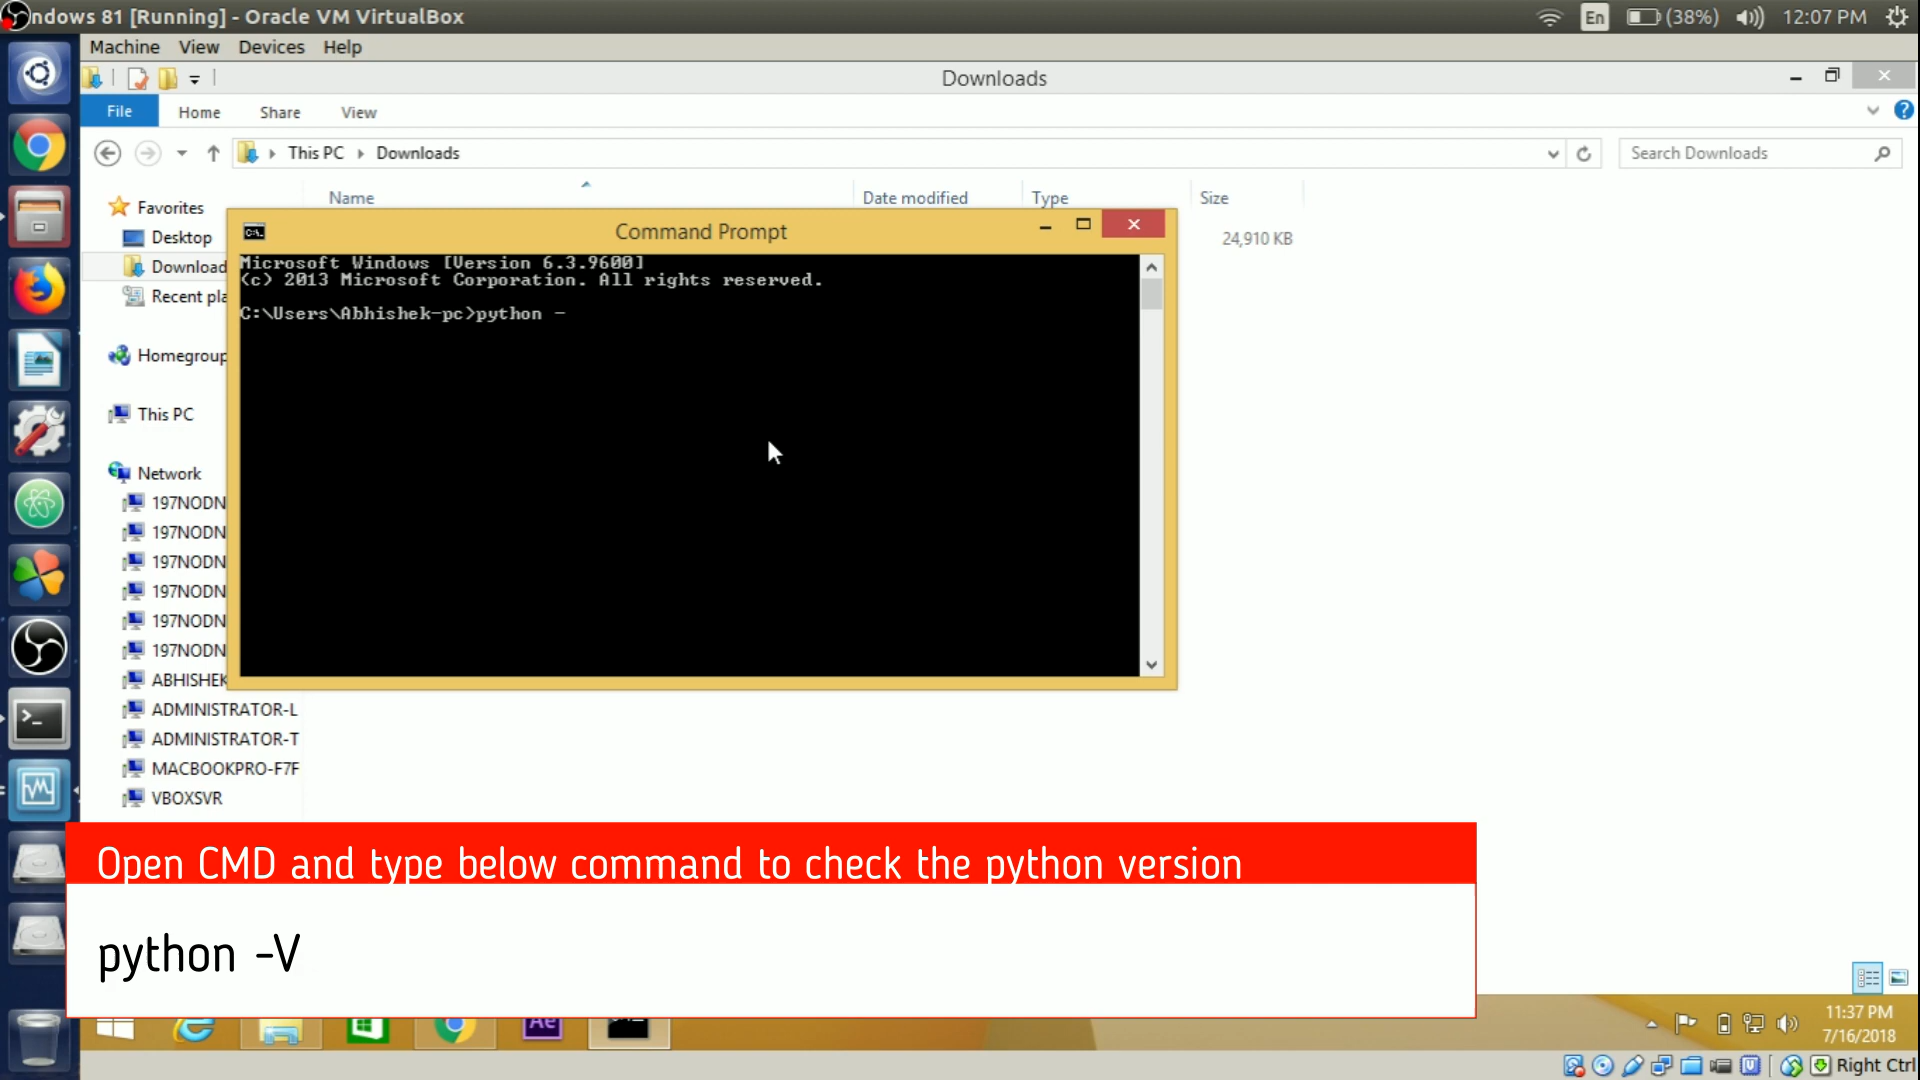 ndows 81 [Running] - Oracle VM VirtualBox
En
(38%)
12:07 PM
Machine View Devices Help
Downloads
File Home Share View
This PC Downloads
Search Downloads
Name Date modified Type Size
Favorites
Desktop
Download
Recent pla
Homegroup
This PC
Network
197NODN
197NODN
197NODN
197NODN
197NODN
197NODN
ABHISHEK
ADMINISTRATOR-L
ADMINISTRATOR-T
MACBOOKPRO-F7F
VBOXSVR
24,910 KB
Command Prompt
Microsoft Windows [Version 6.3.9600]
(c) 2013 Microsoft Corporation. All rights reserved.
C:\Users\Abhishek-pc>python -
Open CMD and type below command to check the python version
python -V
Ae
11:37 PM
7/16/2018
Right Ctrl